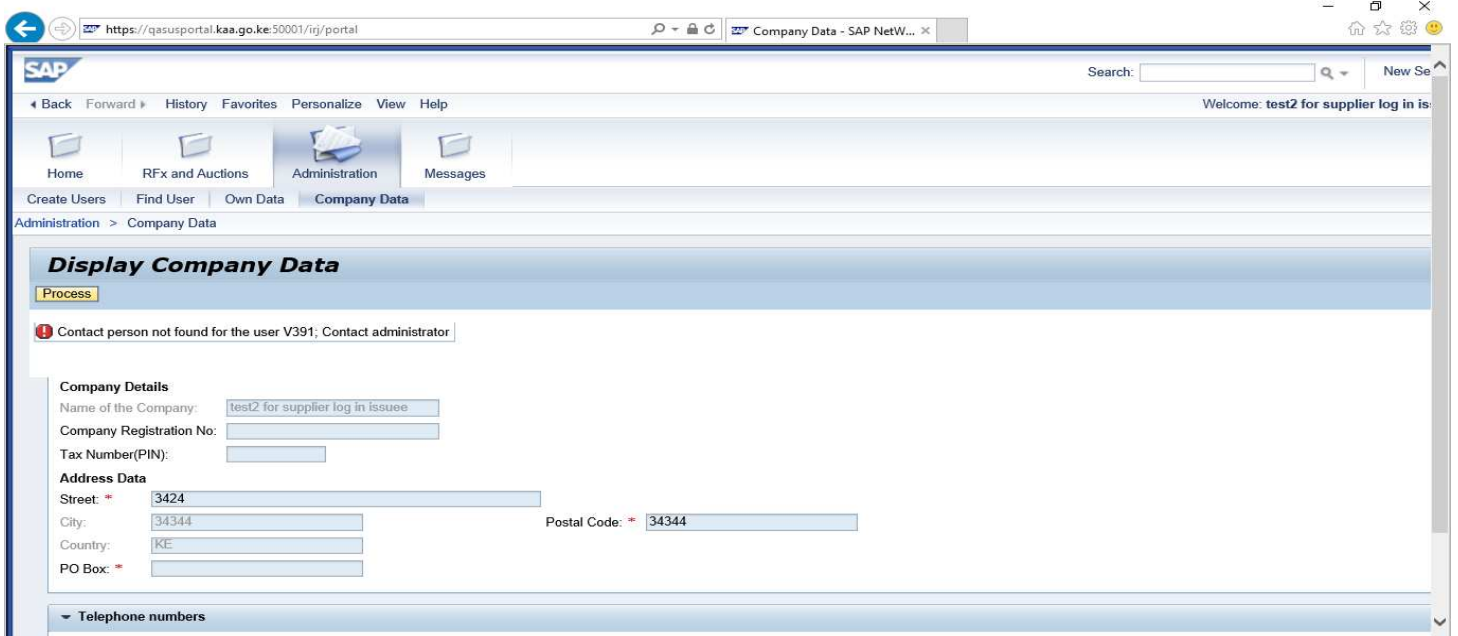 https://qasusportal.kaa.go.ke:50001/irj/portal
Company Data - SAP NetW...
SAP
Search:
New Se
Back Forward History Favorites Personalize View Help
Welcome: test2 for supplier log in is
Home RFx and Auctions Administration Messages
Create Users Find User Own Data Company Data
Administration > Company Data
Display Company Data
Process
Contact person not found for the user V391; Contact administrator
Company Details
Name of the Company: test2 for supplier log in issuee
Company Registration No:
Tax Number(PIN):
Address Data
Street: * 3424
City: 34344 Postal Code: * 34344
Country: KE
PO Box: *
Telephone numbers